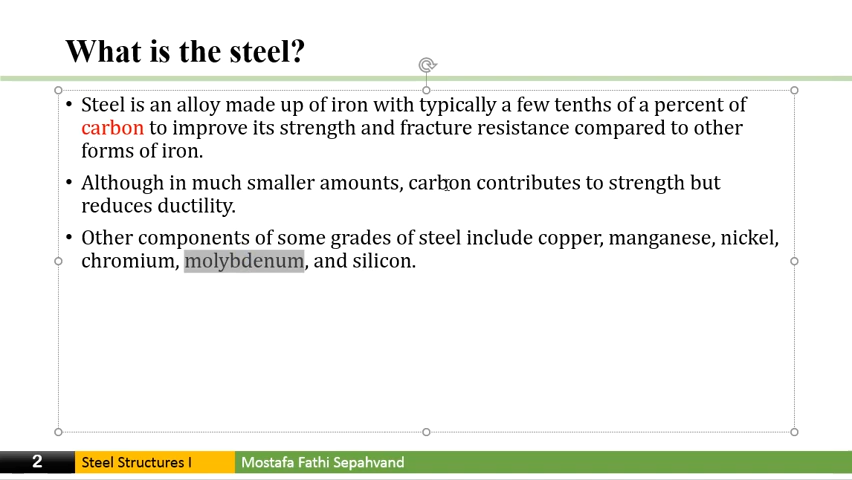 What is the steel?
• Steel is an alloy made up of iron with typically a few tenths of a percent of
carbon to improve its strength and fracture resistance compared to other
forms of iron.
• Although in much smaller amounts, carbon contributes to strength but
reduces ductility.
• Other components of some grades of steel include copper, manganese, nickel,
chromium, molybdenum, and silicon.
2 Steel Structures I Mostafa Fathi Sepahvand